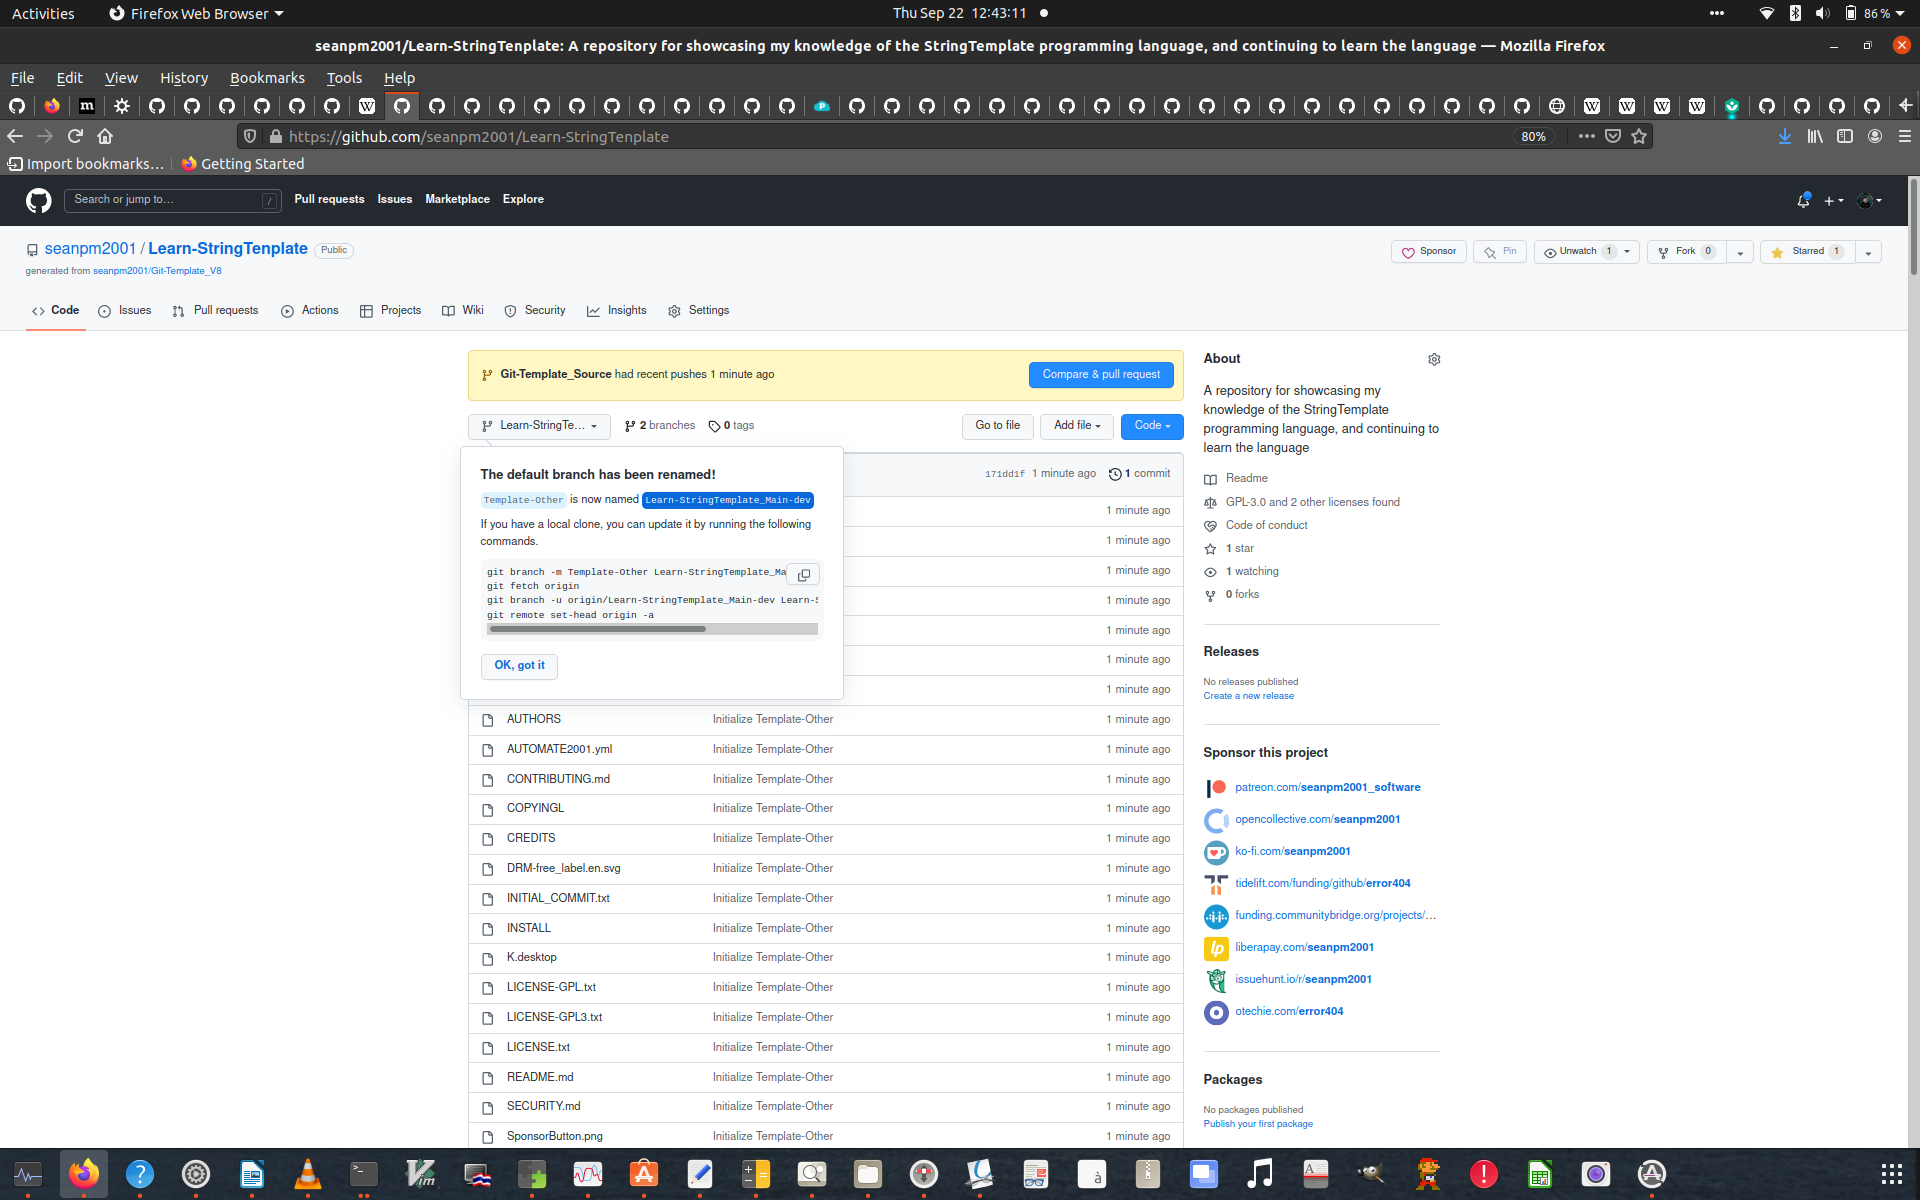 Activities Firefox Web Browser Thu Sep 22 12:43:11 86 %
seanpm2001/Learn-StringTenplate: A repository for showcasing my knowledge of the StringTemplate programming language, and continuing to learn the language — Mozilla Firefox
File Edit View History Bookmarks Tools Help
https://github.com/seanpm2001/Learn-StringTenplate 80%
Import bookmarks… Getting Started
Search or jump to… / Pull requests Issues Marketplace Explore
seanpm2001 / Learn-StringTenplate Public Sponsor Pin Unwatch 1 Fork 0 Starred 1
generated from seanpm2001/Git-Template_V8
Code Issues Pull requests Actions Projects Wiki Security Insights Settings
Git-Template_Source had recent pushes 1 minute ago Compare & pull request
Learn-StringTe… 2 branches 0 tags Go to file Add file Code
The default branch has been renamed!
Template-Other is now named Learn-StringTemplate_Main-dev
If you have a local clone, you can update it by running the following
commands.
git branch -m Template-Other Learn-StringTemplate_Ma
git fetch origin
git branch -u origin/Learn-StringTemplate_Main-dev Learn-S
git remote set-head origin -a
OK, got it
171dd1f 1 minute ago 1 commit
1 minute ago
1 minute ago
1 minute ago
1 minute ago
1 minute ago
1 minute ago
1 minute ago
AUTHORS Initialize Template-Other 1 minute ago
AUTOMATE2001.yml Initialize Template-Other 1 minute ago
CONTRIBUTING.md Initialize Template-Other 1 minute ago
COPYINGL Initialize Template-Other 1 minute ago
CREDITS Initialize Template-Other 1 minute ago
DRM-free_label.en.svg Initialize Template-Other 1 minute ago
INITIAL_COMMIT.txt Initialize Template-Other 1 minute ago
INSTALL Initialize Template-Other 1 minute ago
K.desktop Initialize Template-Other 1 minute ago
LICENSE-GPL.txt Initialize Template-Other 1 minute ago
LICENSE-GPL3.txt Initialize Template-Other 1 minute ago
LICENSE.txt Initialize Template-Other 1 minute ago
README.md Initialize Template-Other 1 minute ago
SECURITY.md Initialize Template-Other 1 minute ago
SponsorButton.png Initialize Template-Other 1 minute ago
About
A repository for showcasing my
knowledge of the StringTemplate
programming language, and continuing to
learn the language
Readme
GPL-3.0 and 2 other licenses found
Code of conduct
1 star
1 watching
0 forks
Releases
No releases published
Create a new release
Sponsor this project
patreon.com/seanpm2001_software
opencollective.com/seanpm2001
ko-fi.com/seanpm2001
tidelift.com/funding/github/error404
funding.communitybridge.org/projects/…
liberapay.com/seanpm2001
issuehunt.io/r/seanpm2001
otechie.com/error404
Packages
No packages published
Publish your first package